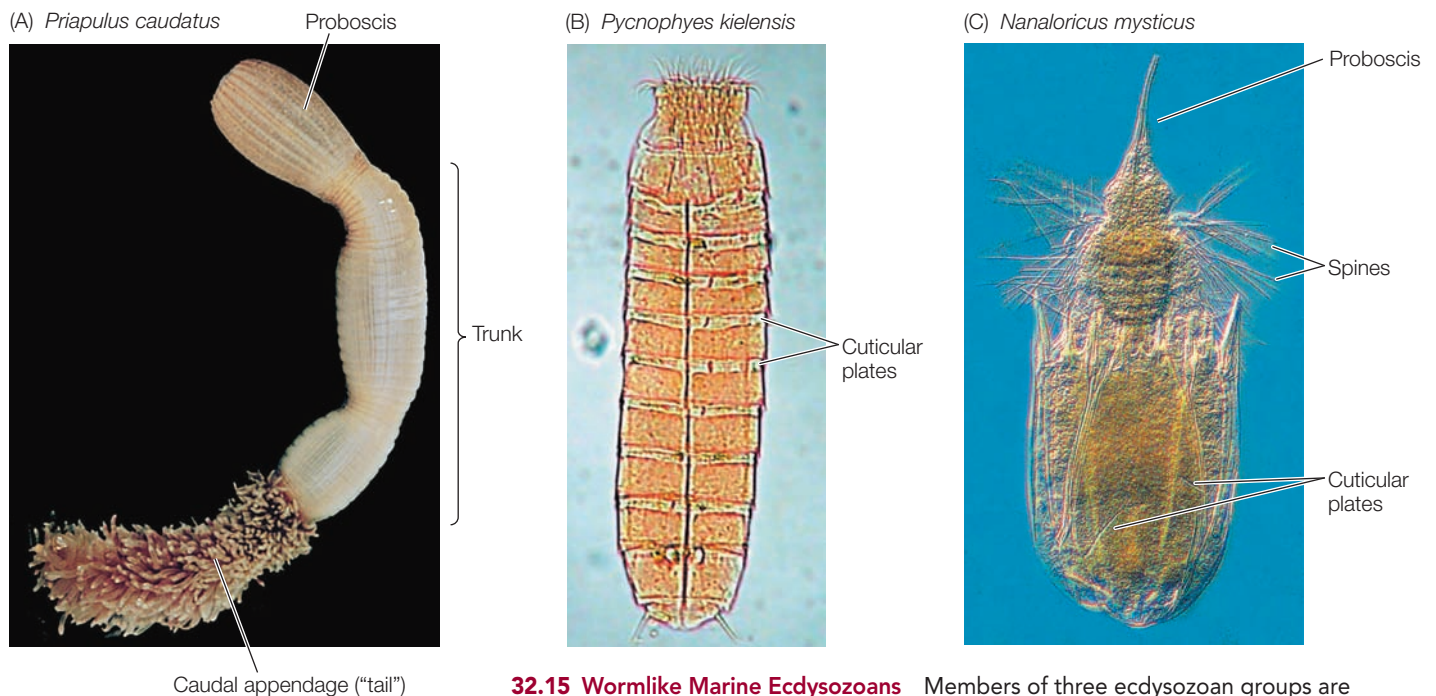 (A) Priapulus caudatus
Proboscis
Trunk
Caudal appendage (“tail”)
(B) Pycnophyes kielensis
Cuticular
plates
(C) Nanaloricus mysticus
Proboscis
Spines
Cuticular
plates
32.15 Wormlike Marine Ecdysozoans Members of three ecdysozoan groups are